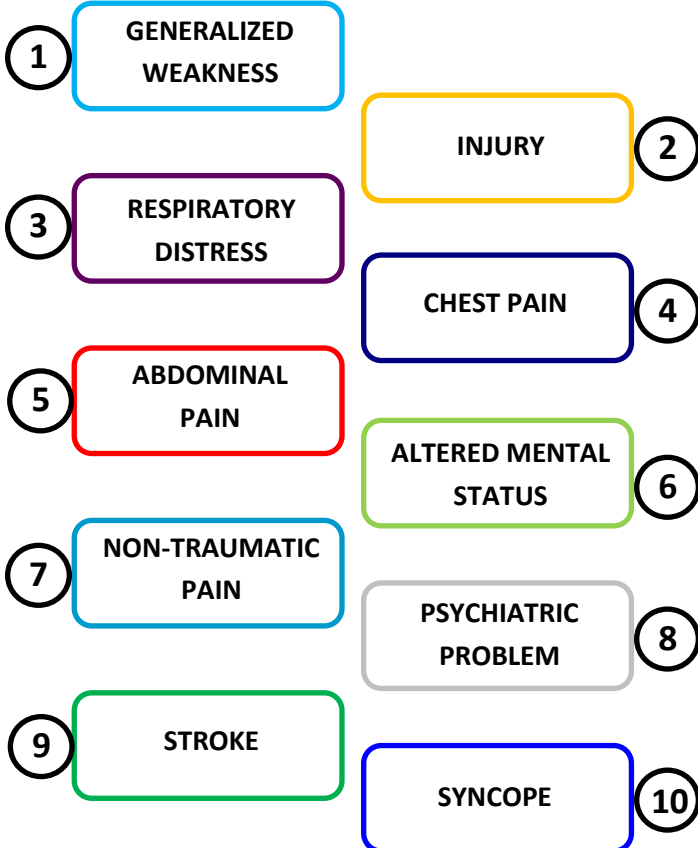 1
GENERALIZED
WEAKNESS
2
INJURY
3
RESPIRATORY
DISTRESS
4
CHEST PAIN
5
ABDOMINAL
PAIN
6
ALTERED MENTAL
STATUS
7
NON-TRAUMATIC
PAIN
8
PSYCHIATRIC
PROBLEM
9
STROKE
10
SYNCOPE